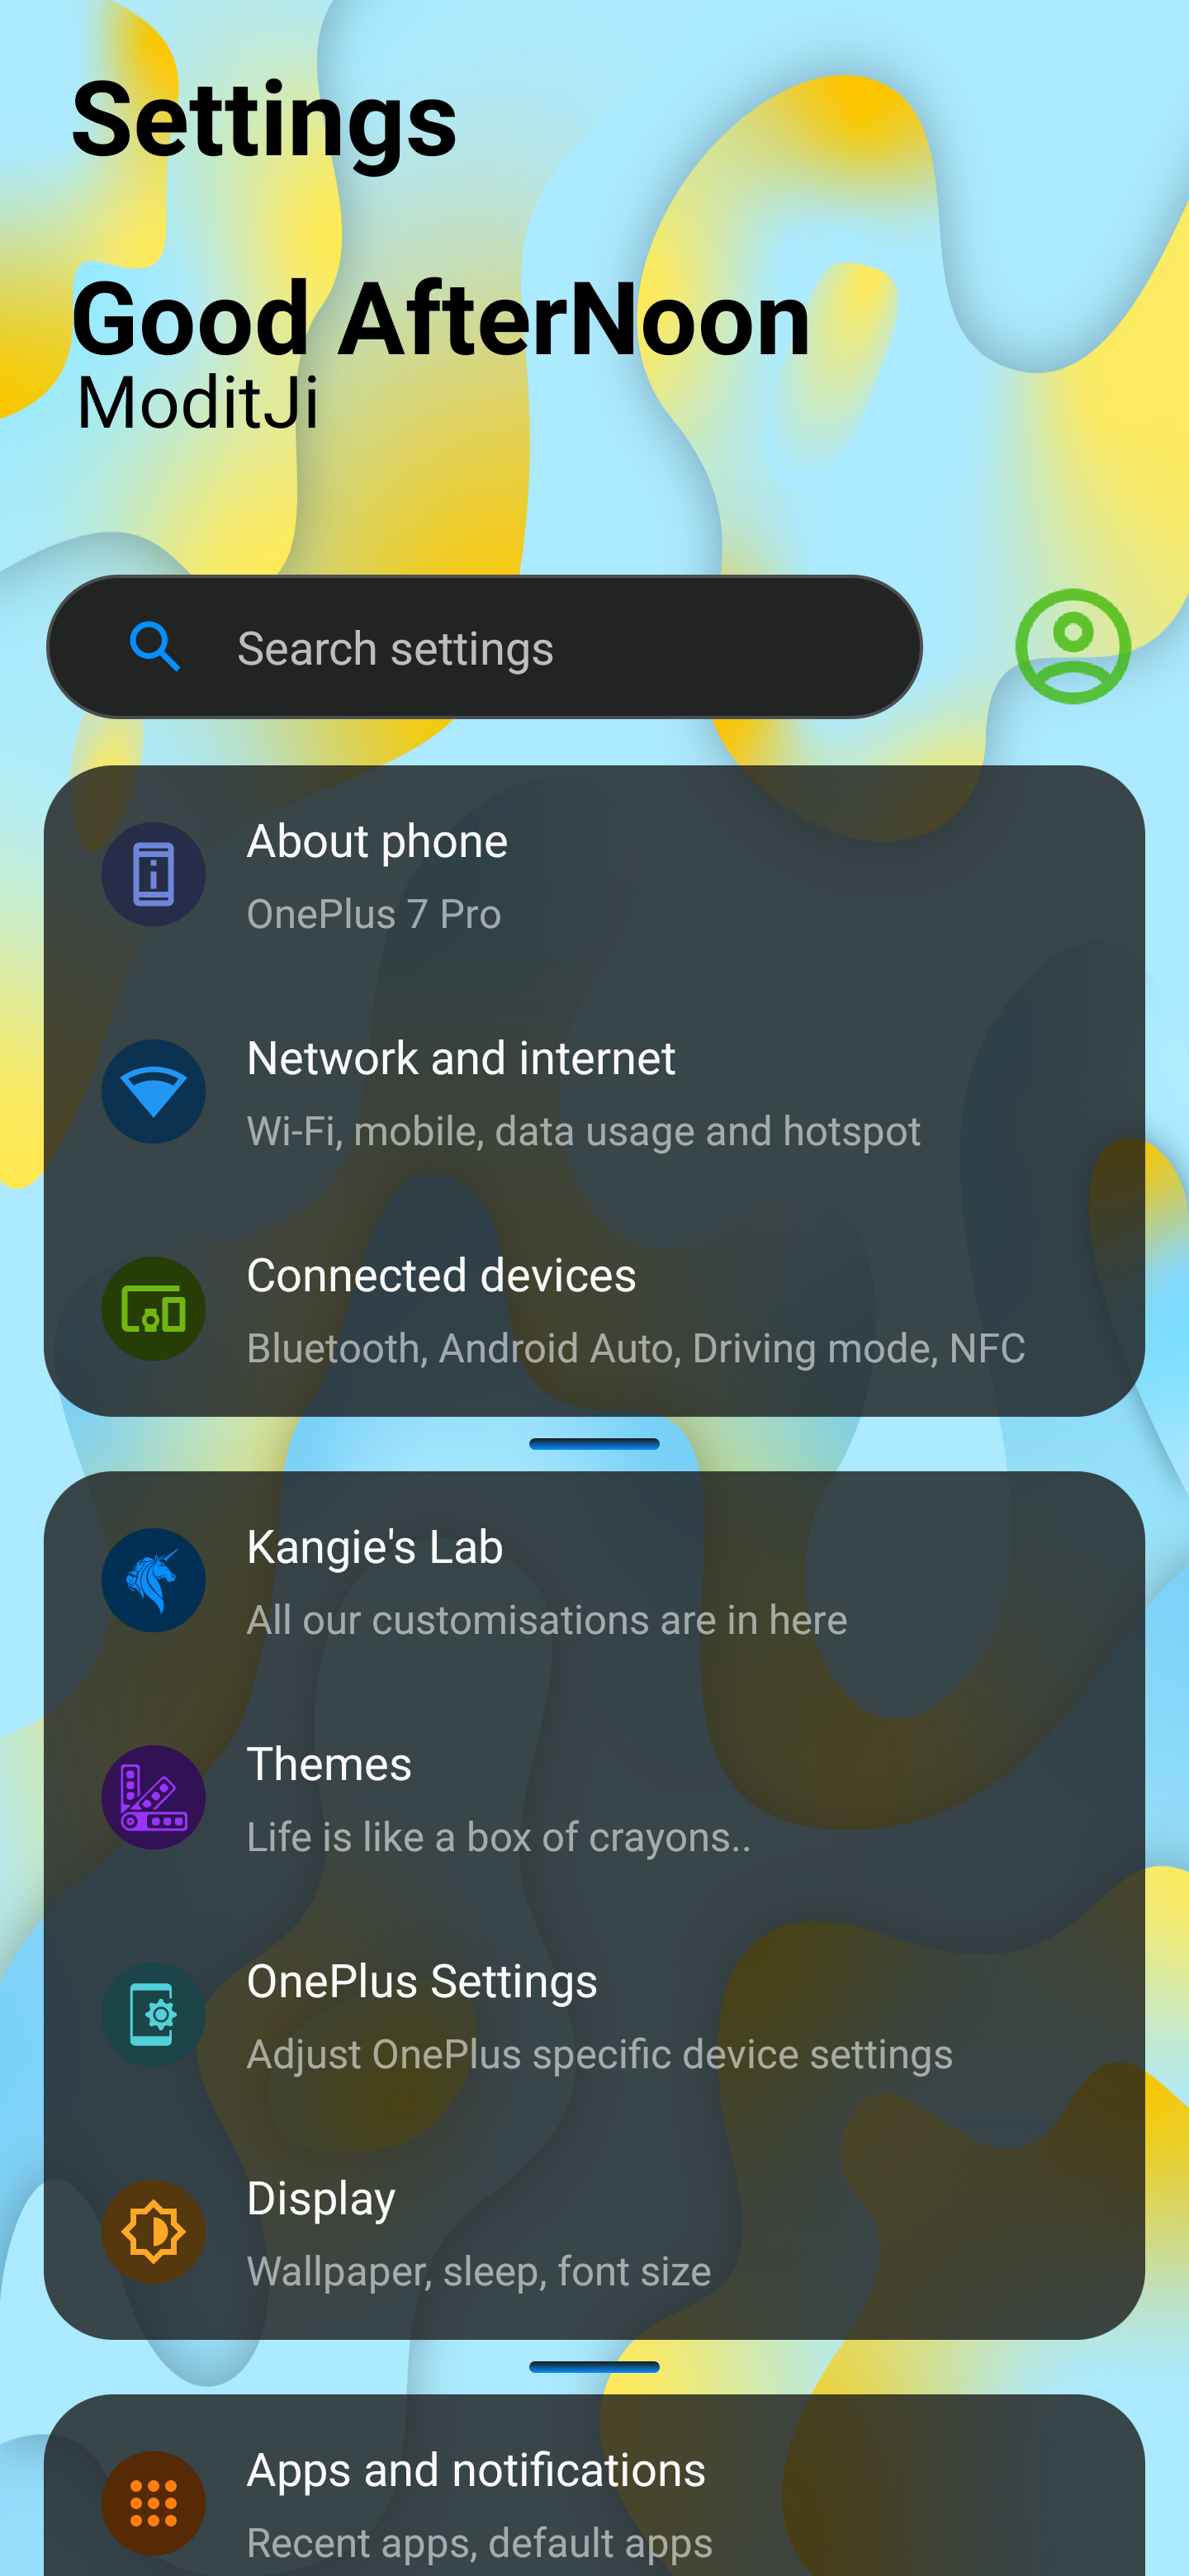 Settings
Good AfterNoon
ModitJi
Search settings
About phone
OnePlus 7 Pro
Network and internet
Wi-Fi, mobile, data usage and hotspot
Connected devices
Bluetooth, Android Auto, Driving mode, NFC
Kangie's Lab
All our customisations are in here
Themes
Life is like a box of crayons..
OnePlus Settings
Adjust OnePlus specific device settings
Display
Wallpaper, sleep, font size
Apps and notifications
Recent apps, default apps